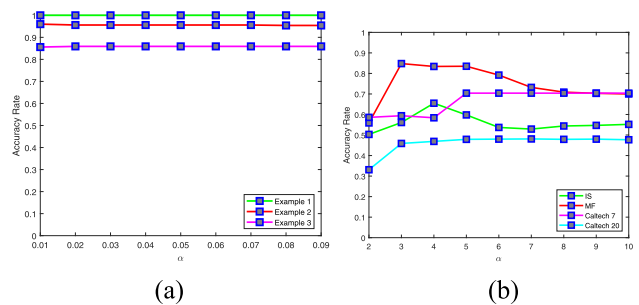 1
0.9
0.8
0.7
0.6
0.5
0.4
0.3
0.2
0.1
0
Accuracy Rate
0.01 0.02 0.03 0.04 0.05 0.06 0.07 0.08 0.09
α
Example 1
Example 2
Example 3
(a)
1
0.9
0.8
0.7
0.6
0.5
0.4
0.3
0.2
0.1
0
Accuracy Rate
2 3 4 5 6 7 8 9 10
α
IS
MF
Caltech 7
Caltech 20
(b)